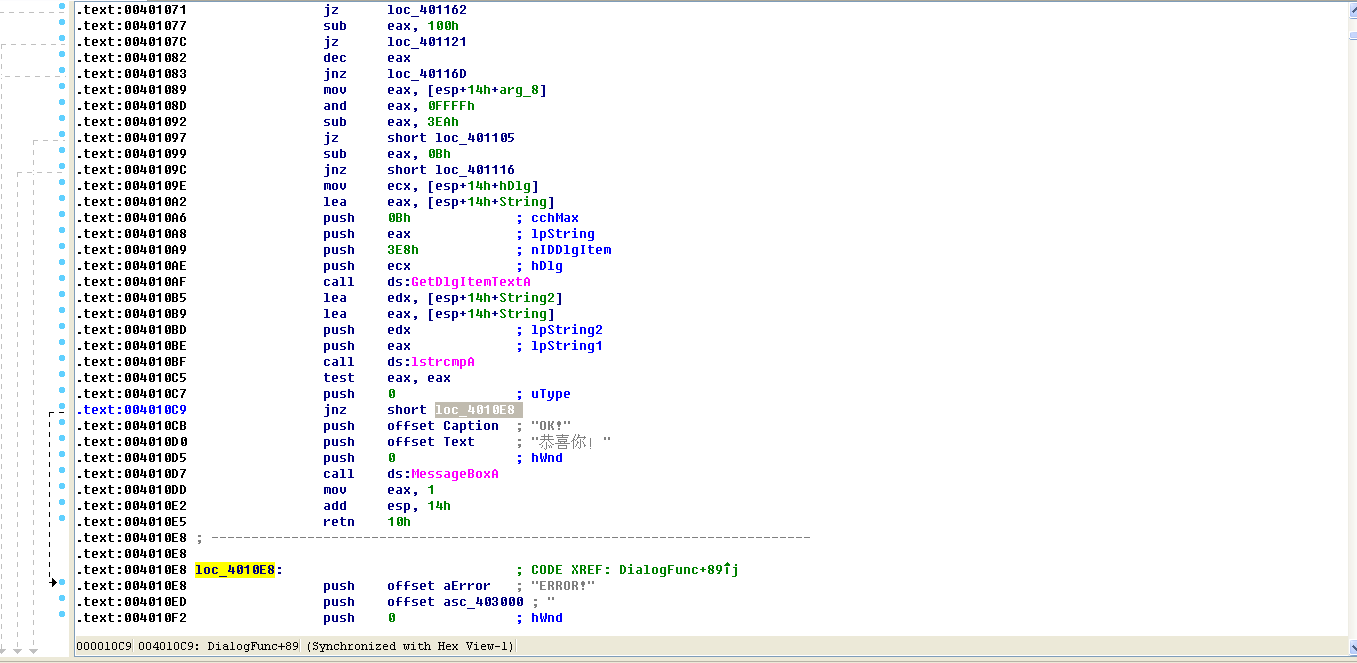 .text:00401071 jz loc_401162
.text:00401077 sub eax, 100h
.text:0040107C jz loc_401121
.text:00401082 dec eax
.text:00401083 jnz loc_40116D
.text:00401089 mov eax, [esp+14h+arg_8]
.text:0040108D and eax, 0FFFFh
.text:00401092 sub eax, 3EAh
.text:00401097 jz short loc_401105
.text:00401099 sub eax, 0Bh
.text:0040109C jnz short loc_401116
.text:0040109E mov ecx, [esp+14h+hDlg]
.text:004010A2 lea eax, [esp+14h+String]
.text:004010A6 push 0Bh ; cchMax
.text:004010A8 push eax ; lpString
.text:004010A9 push 3E8h ; nIDDlgItem
.text:004010AE push ecx ; hDlg
.text:004010AF call ds:GetDlgItemTextA
.text:004010B5 lea edx, [esp+14h+String2]
.text:004010B9 lea eax, [esp+14h+String]
.text:004010BD push edx ; lpString2
.text:004010BE push eax ; lpString1
.text:004010BF call ds:lstrcmpA
.text:004010C5 test eax, eax
.text:004010C7 push 0 ; uType
.text:004010C9 jnz short loc_4010E8
.text:004010CB push offset Caption ; "OK!"
.text:004010D0 push offset Text ; "恭喜你！"
.text:004010D5 push 0 ; hWnd
.text:004010D7 call ds:MessageBoxA
.text:004010DD mov eax, 1
.text:004010E2 add esp, 14h
.text:004010E5 retn 10h
.text:004010E8 ; ---------------------------------------------------------------------------
.text:004010E8
.text:004010E8 loc_4010E8: ; CODE XREF: DialogFunc+89↑j
.text:004010E8 push offset aError ; "ERROR!"
.text:004010ED push offset asc_403000 ; "
.text:004010F2 push 0 ; hWnd
000010C9 004010C9: DialogFunc+89 (Synchronized with Hex View-1)